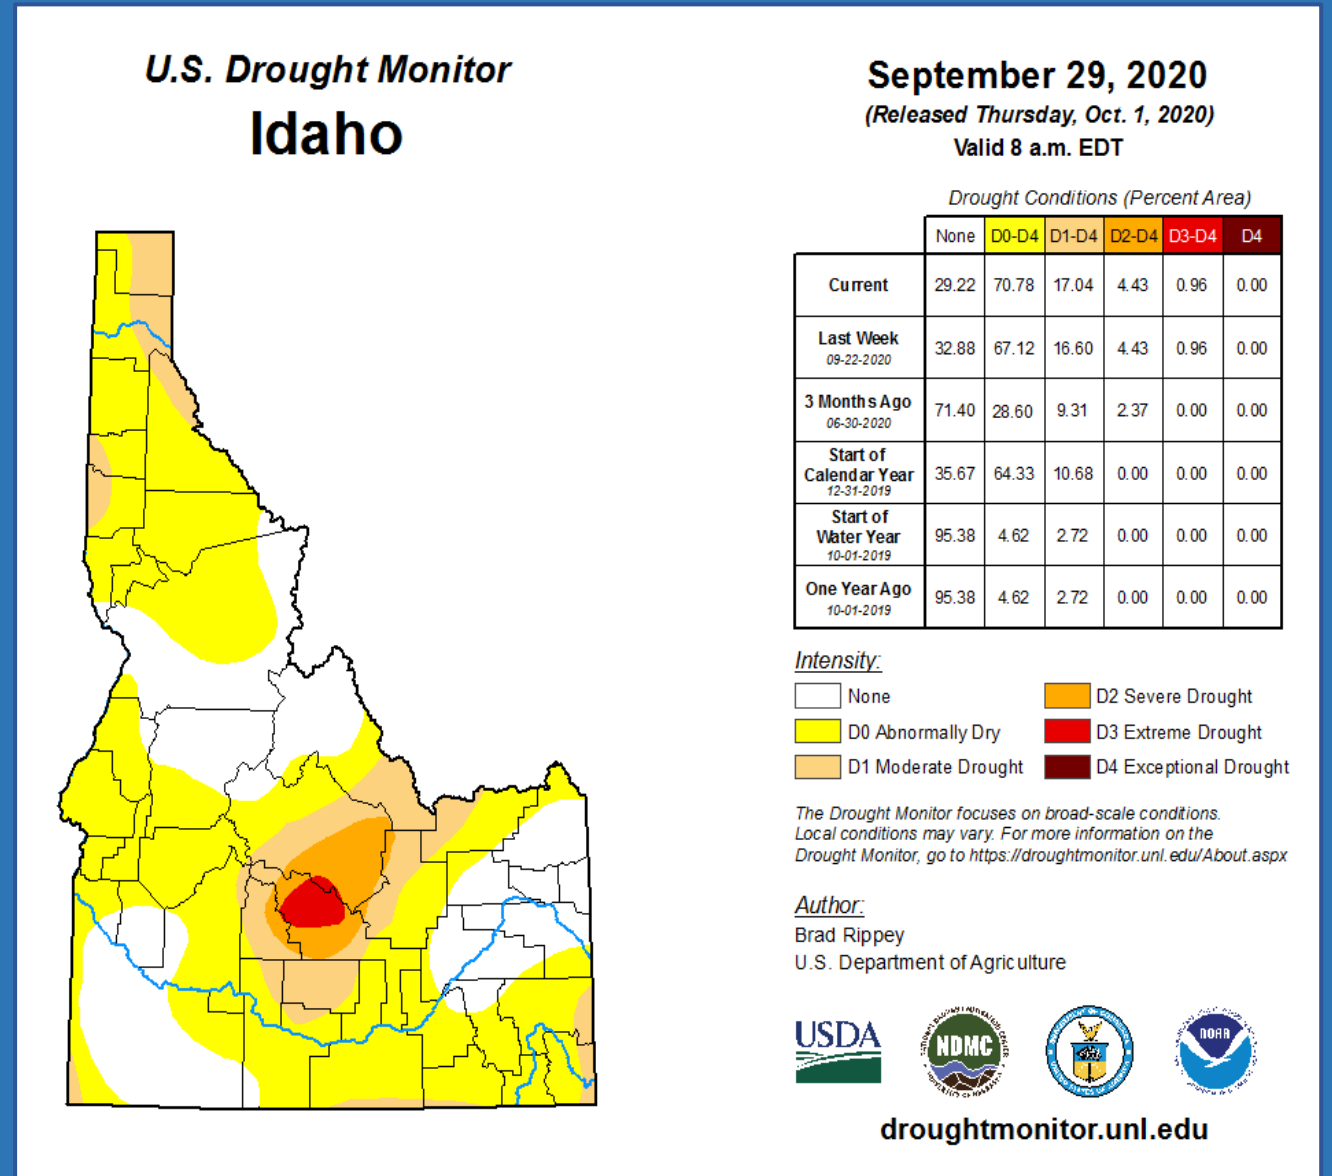 U.S. Drought Monitor
Idaho
September 29, 2020
(Released Thursday, Oct. 1, 2020)
Valid 8 a.m. EDT
Drought Conditions (Percent Area)
None D0-D4 D1-D4 D2-D4 D3-D4 D4
Current 29.22 70.78 17.04 4.43 0.96 0.00
Last Week
09-22-2020
32.88 67.12 16.60 4.43 0.96 0.00
3 Months Ago
06-30-2020
71.40 28.60 9.31 2.37 0.00 0.00
Start of
Calendar Year
12-31-2019
35.67 64.33 10.68 0.00 0.00 0.00
Start of
Water Year
10-01-2019
95.38 4.62 2.72 0.00 0.00 0.00
One Year Ago
10-01-2019
95.38 4.62 2.72 0.00 0.00 0.00
Intensity:
None
D0 Abnormally Dry
D1 Moderate Drought
D2 Severe Drought
D3 Extreme Drought
D4 Exceptional Drought
The Drought Monitor focuses on broad-scale conditions.
Local conditions may vary. For more information on the
Drought Monitor, go to https://droughtmonitor.unl.edu/About.aspx
Author:
Brad Rippey
U.S. Department of Agriculture
USDA
NDMC
NOAA
droughtmonitor.unl.edu